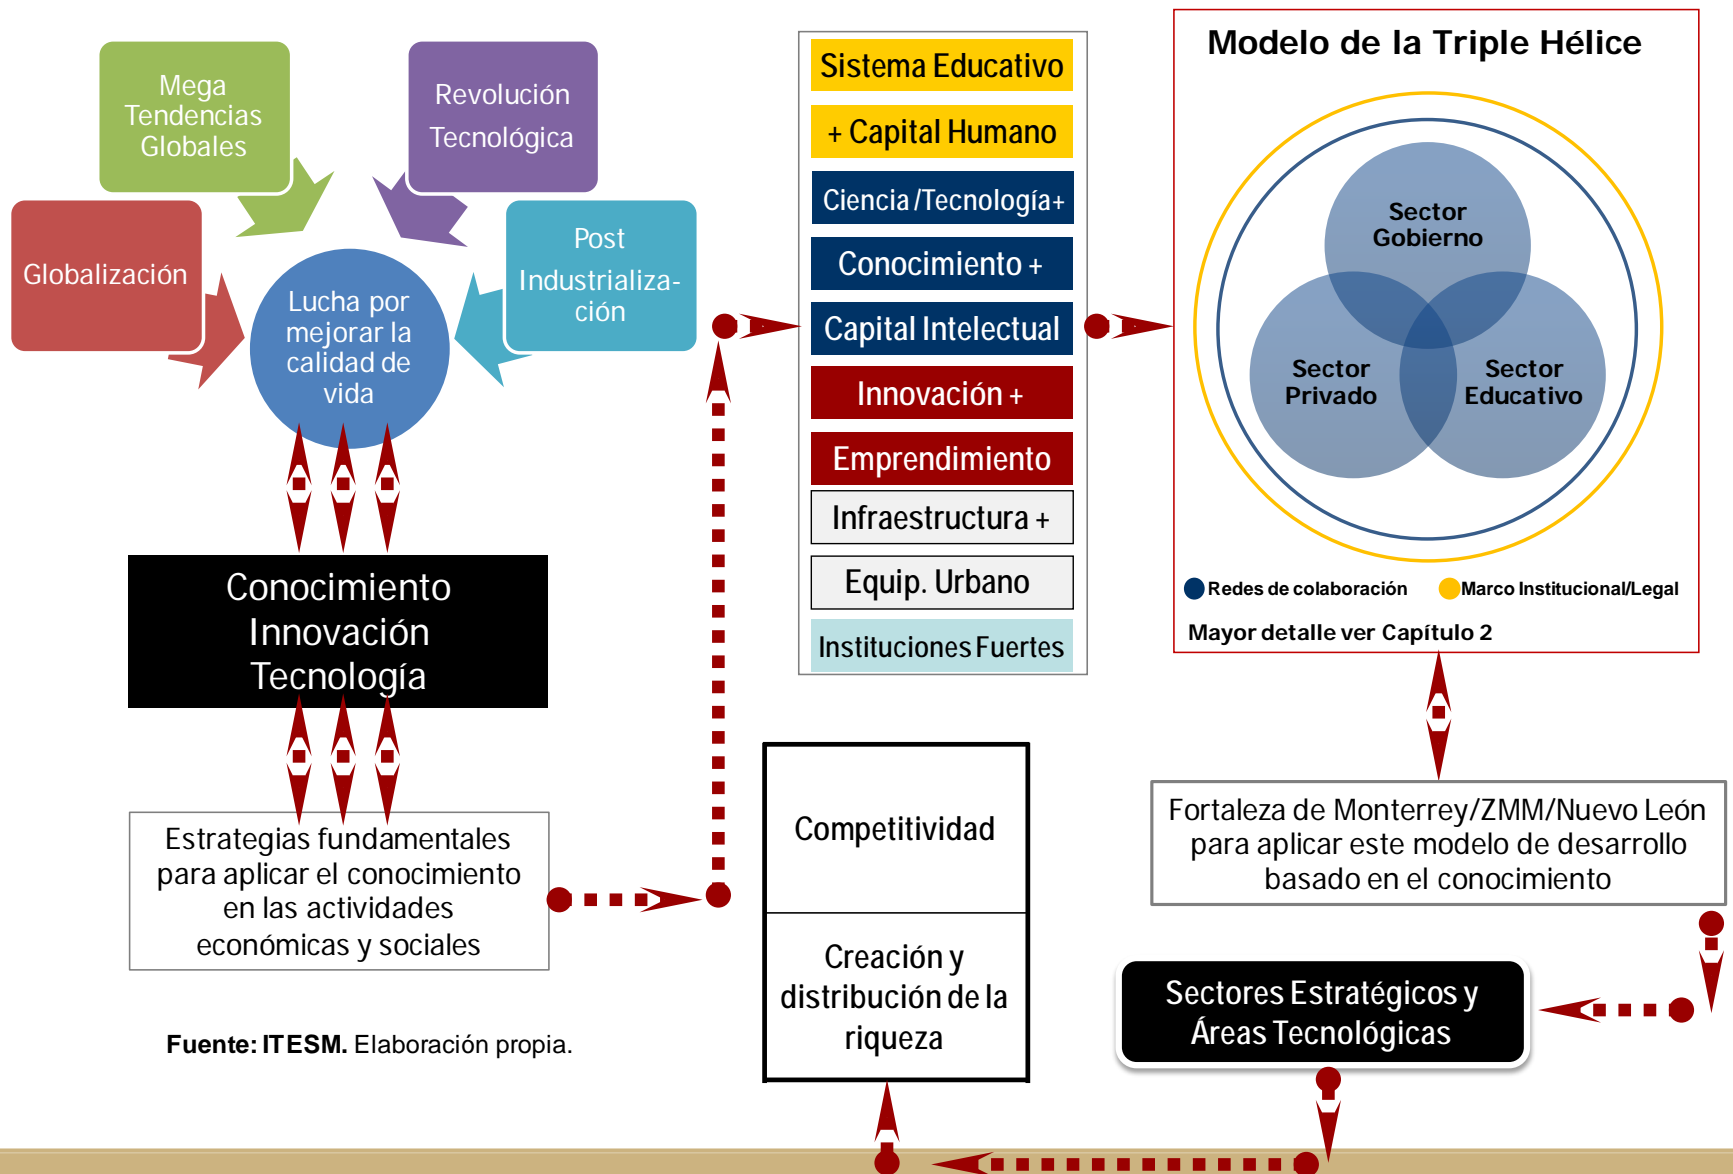 Mega
Tendencias
Globales
Revolución
Tecnológica
Globalización
Post
Industrializa-
ción
Lucha por
mejorar la
calidad de
vida
Conocimiento
Innovación
Tecnología
Estrategias fundamentales
para aplicar el conocimiento
en las actividades
económicas y sociales
Fuente: ITESM. Elaboración propia.
Sistema Educativo
+ Capital Humano
Ciencia /Tecnología+
Conocimiento +
Capital Intelectual
Innovación +
Emprendimiento
Infraestructura +
Equip. Urbano
Instituciones Fuertes
Competitividad
Creación y
distribución de la
riqueza
Modelo de la Triple Hélice
Sector
Gobierno
Sector
Privado
Sector
Educativo
Redes de colaboración
Marco Institucional/Legal
Mayor detalle ver Capítulo 2
Fortaleza de Monterrey/ZMM/Nuevo León
para aplicar este modelo de desarrollo
basado en el conocimiento
Sectores Estratégicos y
Áreas Tecnológicas